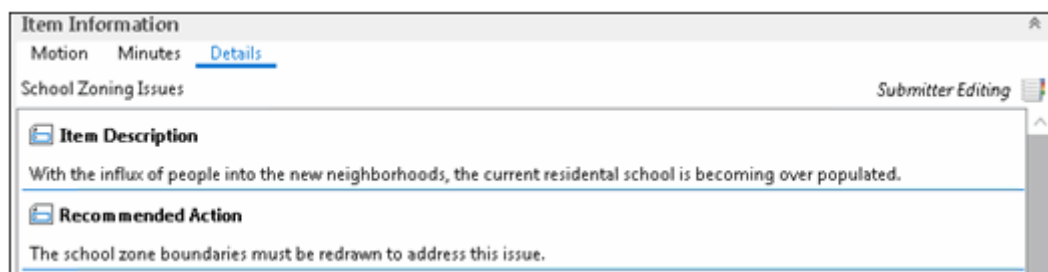 Item Information
Motion Minutes Details
School Zoning Issues Submitter Editing
Item Description
With the influx of people into the new neighborhoods, the current residental school is becoming over populated.
Recommended Action
The school zone boundaries must be redrawn to address this issue.